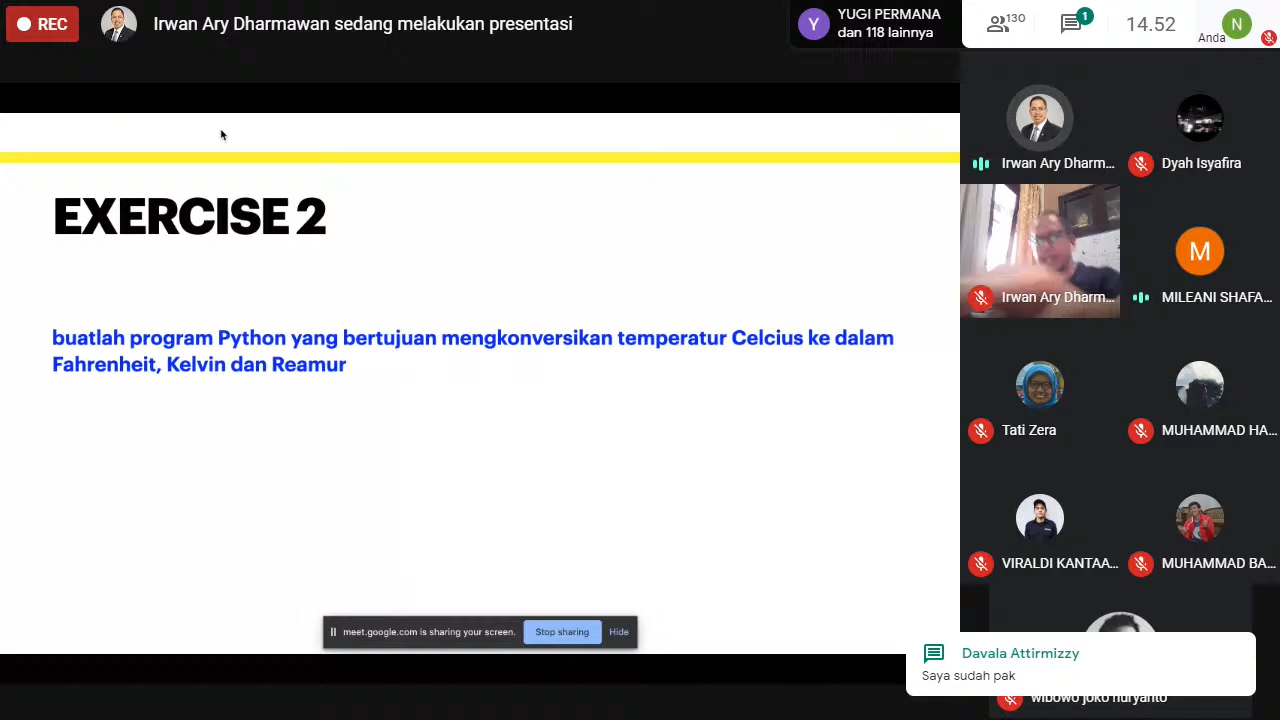 REC
Irwan Ary Dharmawan sedang melakukan presentasi
Y
YUGI PERMANA
dan 118 lainnya
130
1
14.52
Anda
N
EXERCISE 2
buatlah program Python yang bertujuan mengkonversikan temperatur Celcius ke dalam
Fahrenheit, Kelvin dan Reamur
meet.google.com is sharing your screen.
Stop sharing
Hide
Irwan Ary Dharm...
Dyah Isyafira
Irwan Ary Dharm...
M
MILEANI SHAFA...
Tati Zera
MUHAMMAD HA...
VIRALDI KANTAA...
MUHAMMAD BA...
Davala Attirmizzy
Saya sudah pak
wibowo joko nuryanto